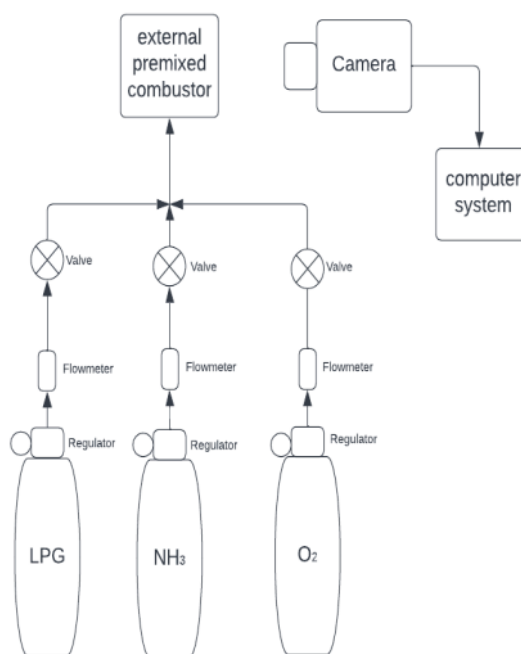 external
premixed
combustor
Camera
computer
system
Valve
Valve
Valve
Flowmeter
Flowmeter
Flowmeter
Regulator
Regulator
Regulator
LPG
NH₃
O₂